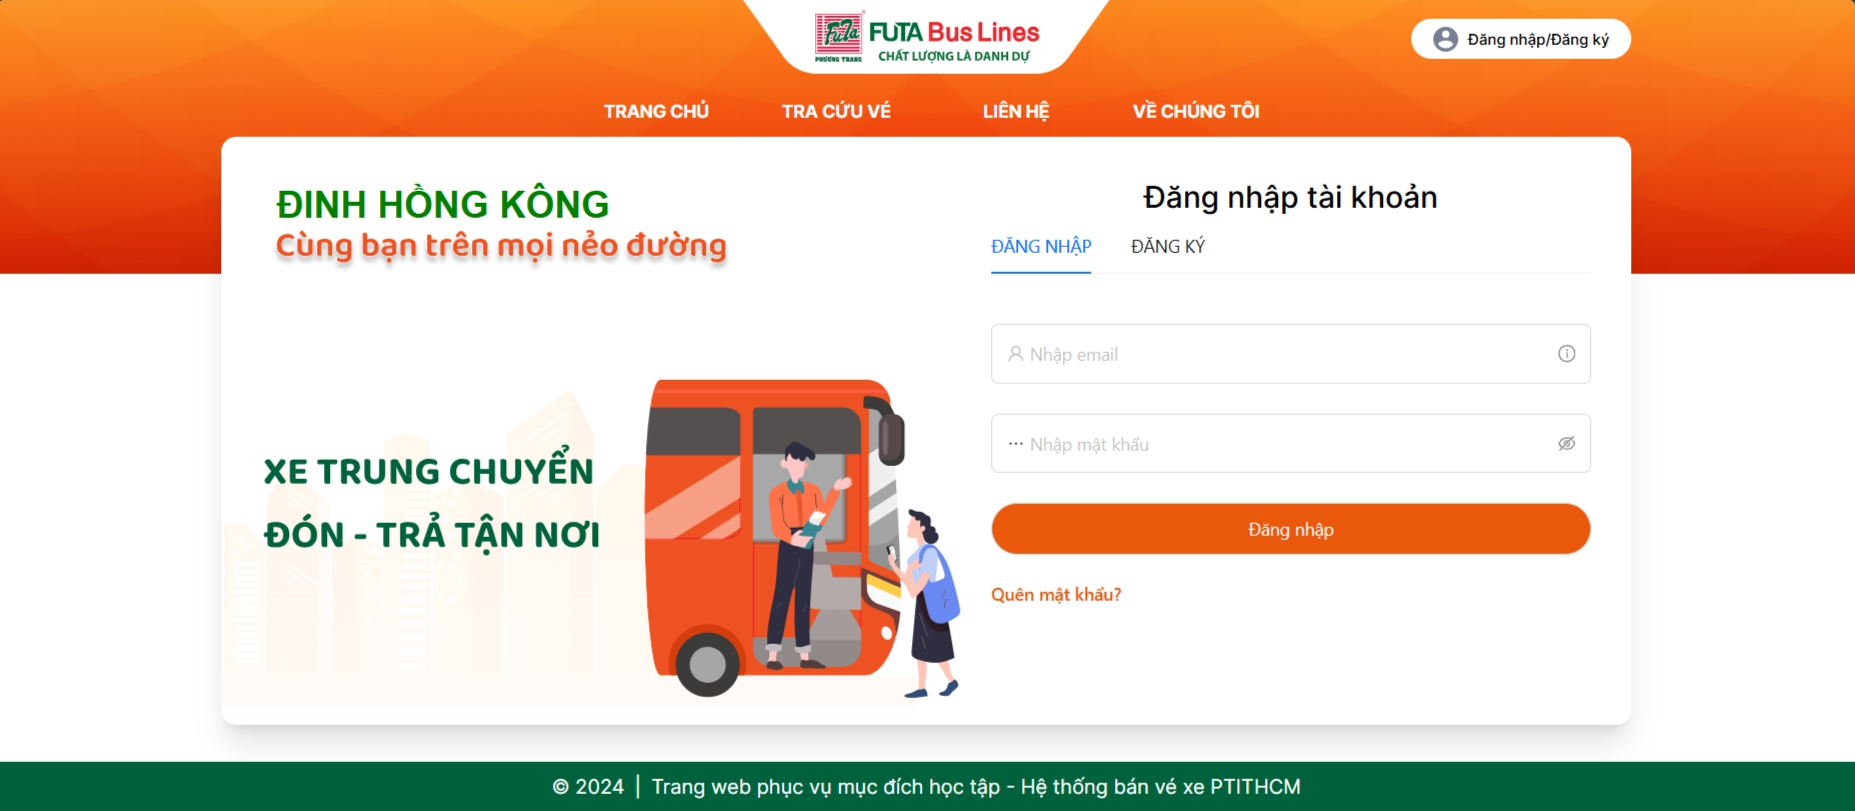 FUTA Bus Lines
PHƯƠNG TRANG
CHẤT LƯỢNG LÀ DANH DỰ
Đăng nhập/Đăng ký
TRANG CHỦ
TRA CỨU VÉ
LIÊN HỆ
VỀ CHÚNG TÔI
ĐINH HỒNG KÔNG
Cùng bạn trên mọi nẻo đường
XE TRUNG CHUYỂN
ĐÓN - TRẢ TẬN NƠI
Đăng nhập tài khoản
ĐĂNG NHẬP
ĐĂNG KÝ
Nhập email
Nhập mật khẩu
Đăng nhập
Quên mật khẩu?
© 2024 | Trang web phục vụ mục đích học tập - Hệ thống bán vé xe PTITHCM